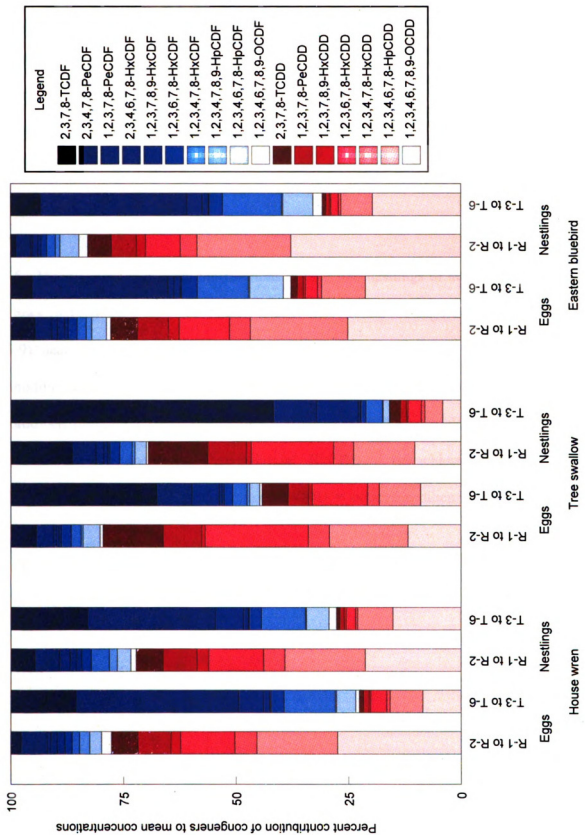 Legend
2,3,7,8-TCDF
2,3,4,7,8-PeCDF
1,2,3,7,8-PeCDF
2,3,4,6,7,8-HxCDF
1,2,3,7,8,9-HxCDF
1,2,3,6,7,8-HxCDF
1,2,3,4,7,8-HxCDF
1,2,3,4,7,8,9-HpCDF
1,2,3,4,6,7,8-HpCDF
1,2,3,4,6,7,8,9-OCDF
2,3,7,8-TCDD
1,2,3,7,8-PeCDD
1,2,3,7,8,9-HxCDD
1,2,3,6,7,8-HxCDD
1,2,3,4,7,8-HxCDD
1,2,3,4,6,7,8-HpCDD
1,2,3,4,6,7,8,9-OCDD
Percent contribution of congeners to mean concentrations
100
75
50
25
0
R-1 to R-2
T-3 to T-6
R-1 to R-2
T-3 to T-6
R-1 to R-2
T-3 to T-6
R-1 to R-2
T-3 to T-6
R-1 to R-2
T-3 to T-6
R-1 to R-2
T-3 to T-6
Eggs
Nestlings
Eggs
Nestlings
Eggs
Nestlings
House wren
Tree swallow
Eastern bluebird